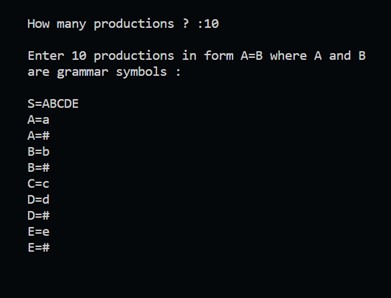 How many productions ? :10
Enter 10 productions in form A=B where A and B
are grammar symbols :
S=ABCDE
A=a
A=#
B=b
B=#
C=c
D=d
D=#
E=e
E=#